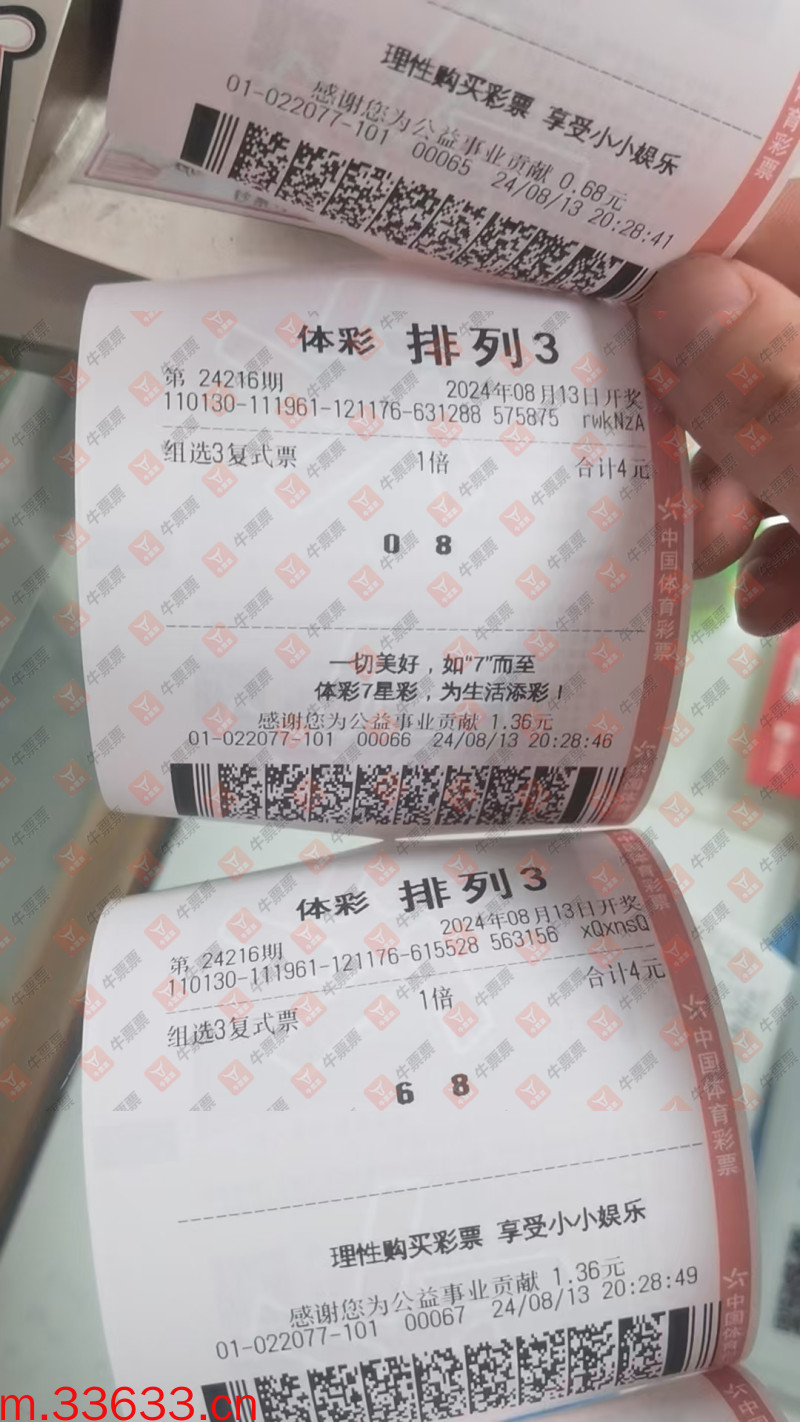 理性购买彩票 享受小小娱乐
感谢您为公益事业贡献 0.68元
01-022077-101 00065 24/08/13 20:28:41
育彩票
体彩 排列3
第 24216期 2024年08月13日开奖
110130-111961-121176-631288 575875 rwkNzA
组选3复式票 1倍 合计4元
0 8
中国体育彩票
一切美好，如“7”而至
体彩7星彩，为生活添彩！
感谢您为公益事业贡献 1.36元
01-022077-101 00066 24/08/13 20:28:46
体彩 排列3
第 24216期 2024年08月13日开奖
110130-111961-121176-615528 563156 xQxnsQ
组选3复式票 1倍 合计4元
6 8
中国体育彩票
理性购买彩票 享受小小娱乐
感谢您为公益事业贡献 1.36元
01-022077-101 00067 24/08/13 20:28:49
中国体育
牛票票
m.33633.cn